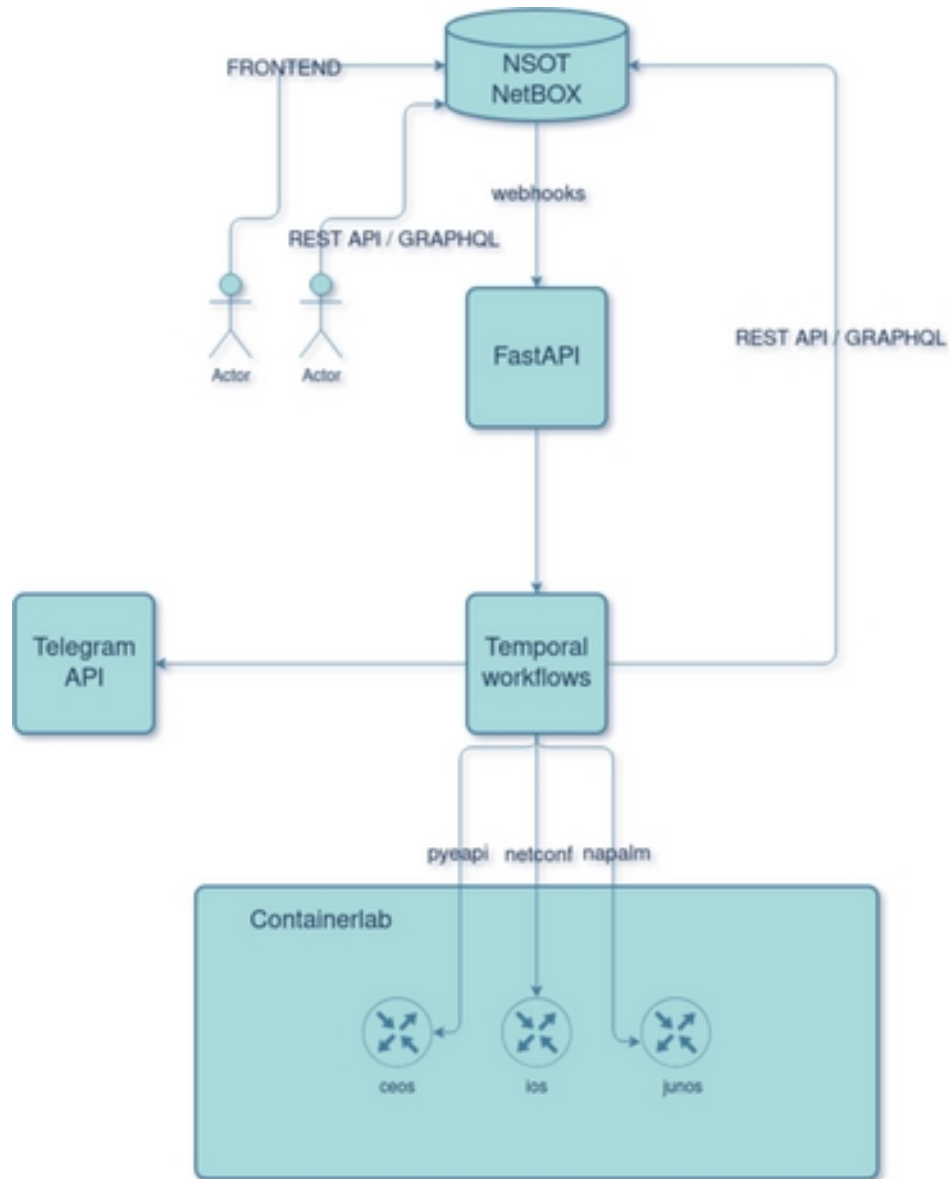 FRONTEND
NSOT
NetBOX
webhooks
REST API / GRAPHQL
Actor
Actor
FastAPI
REST API / GRAPHQL
Telegram
API
Temporal
workflows
pyeapi
netconf
napalm
Containerlab
ceos
ios
junos